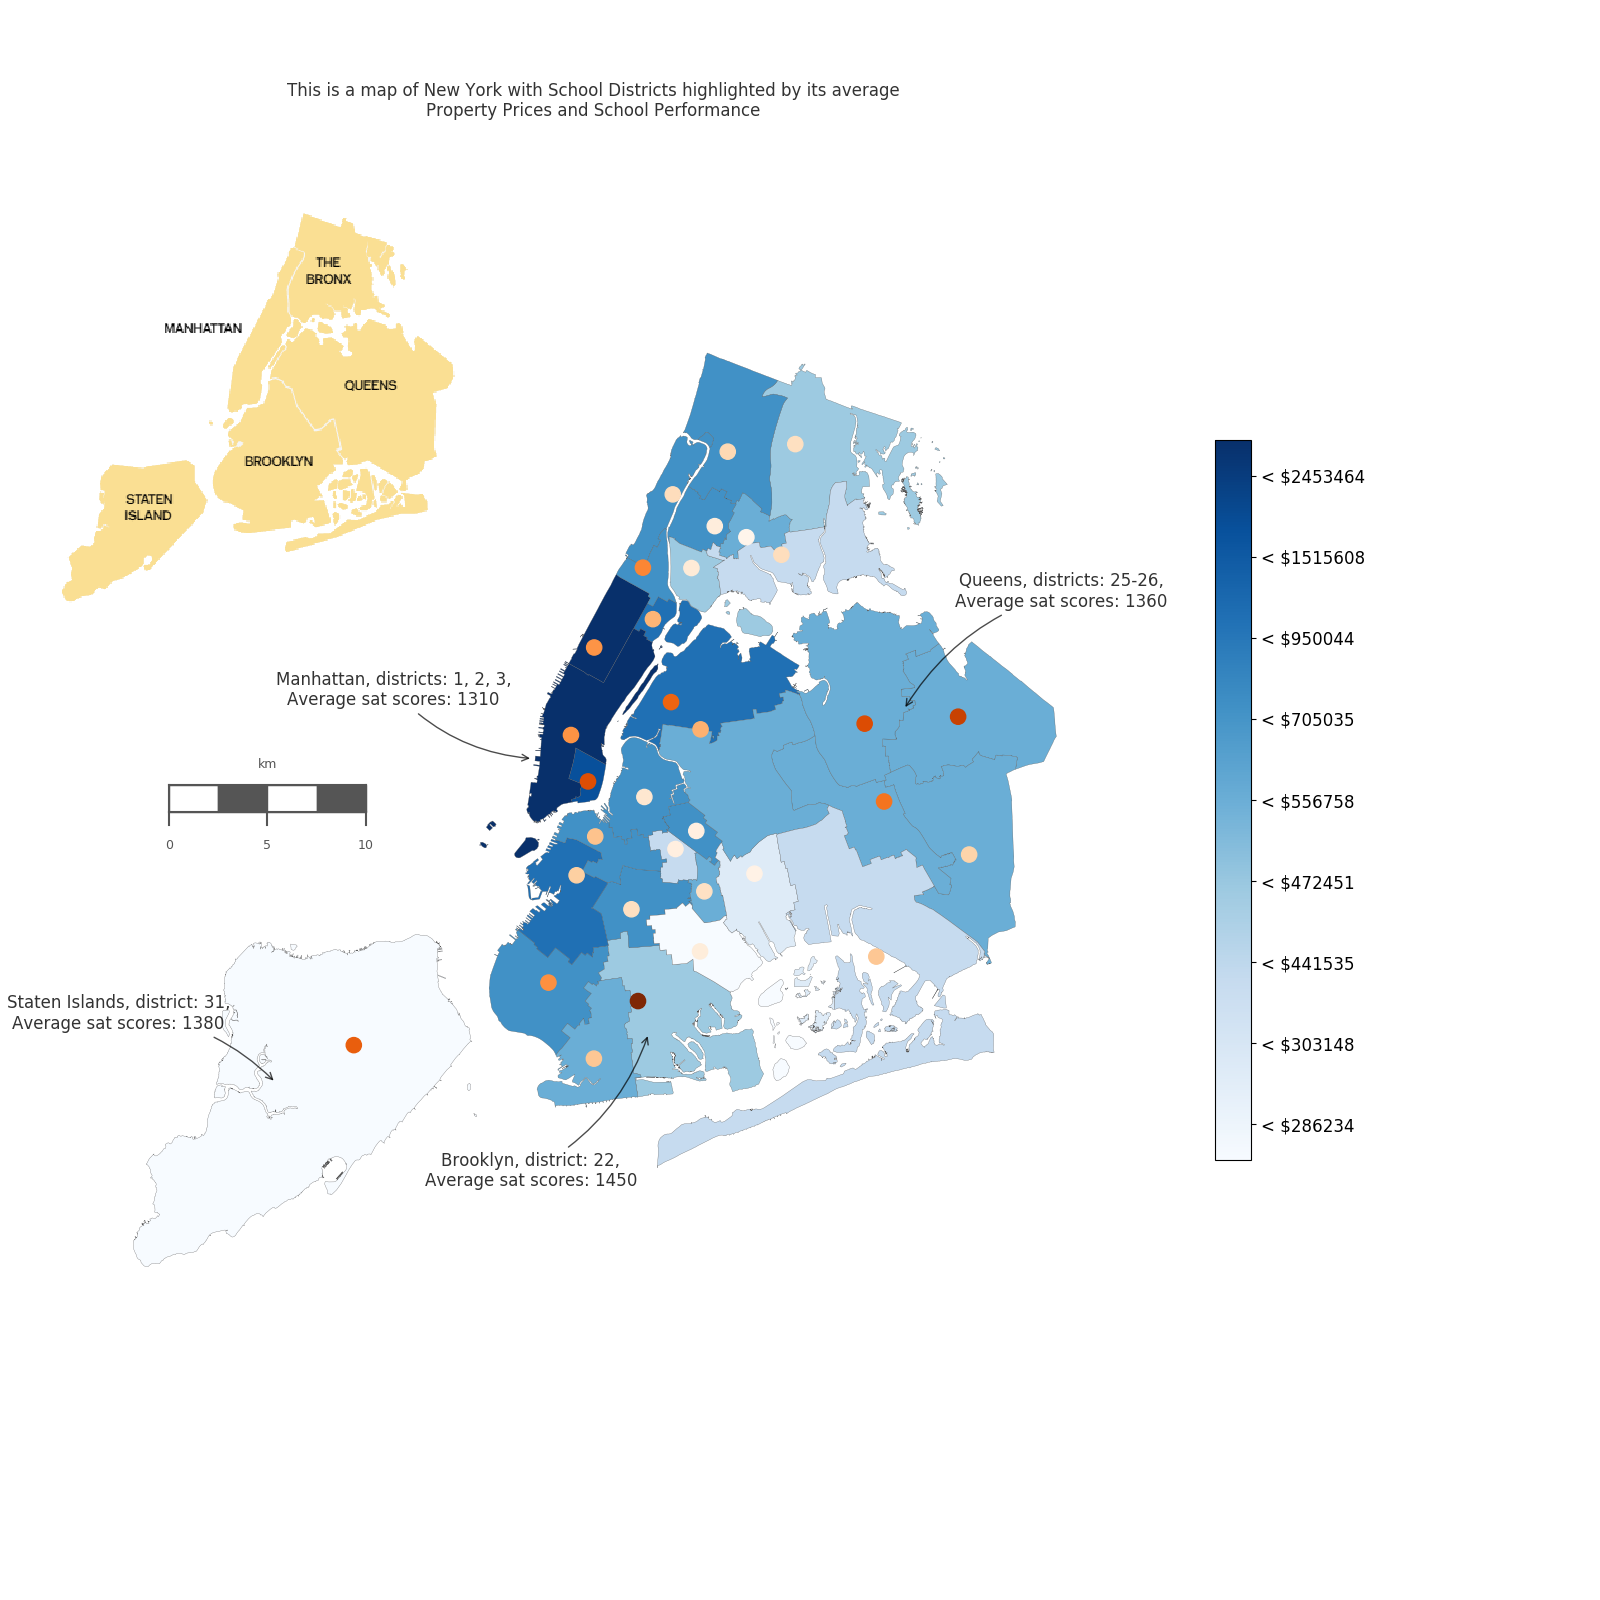 This is a map of New York with School Districts highlighted by its average
Property Prices and School Performance
THE
BRONX
MANHATTAN
QUEENS
BROOKLYN
STATEN
ISLAND
< $2453464
< $1515608
< $950044
< $705035
< $556758
< $472451
< $441535
< $303148
< $286234
Queens, districts: 25-26,
Average sat scores: 1360
Manhattan, districts: 1, 2, 3,
Average sat scores: 1310
km
0 5 10
Staten Islands, district: 31,
Average sat scores: 1380
Brooklyn, district: 22,
Average sat scores: 1450